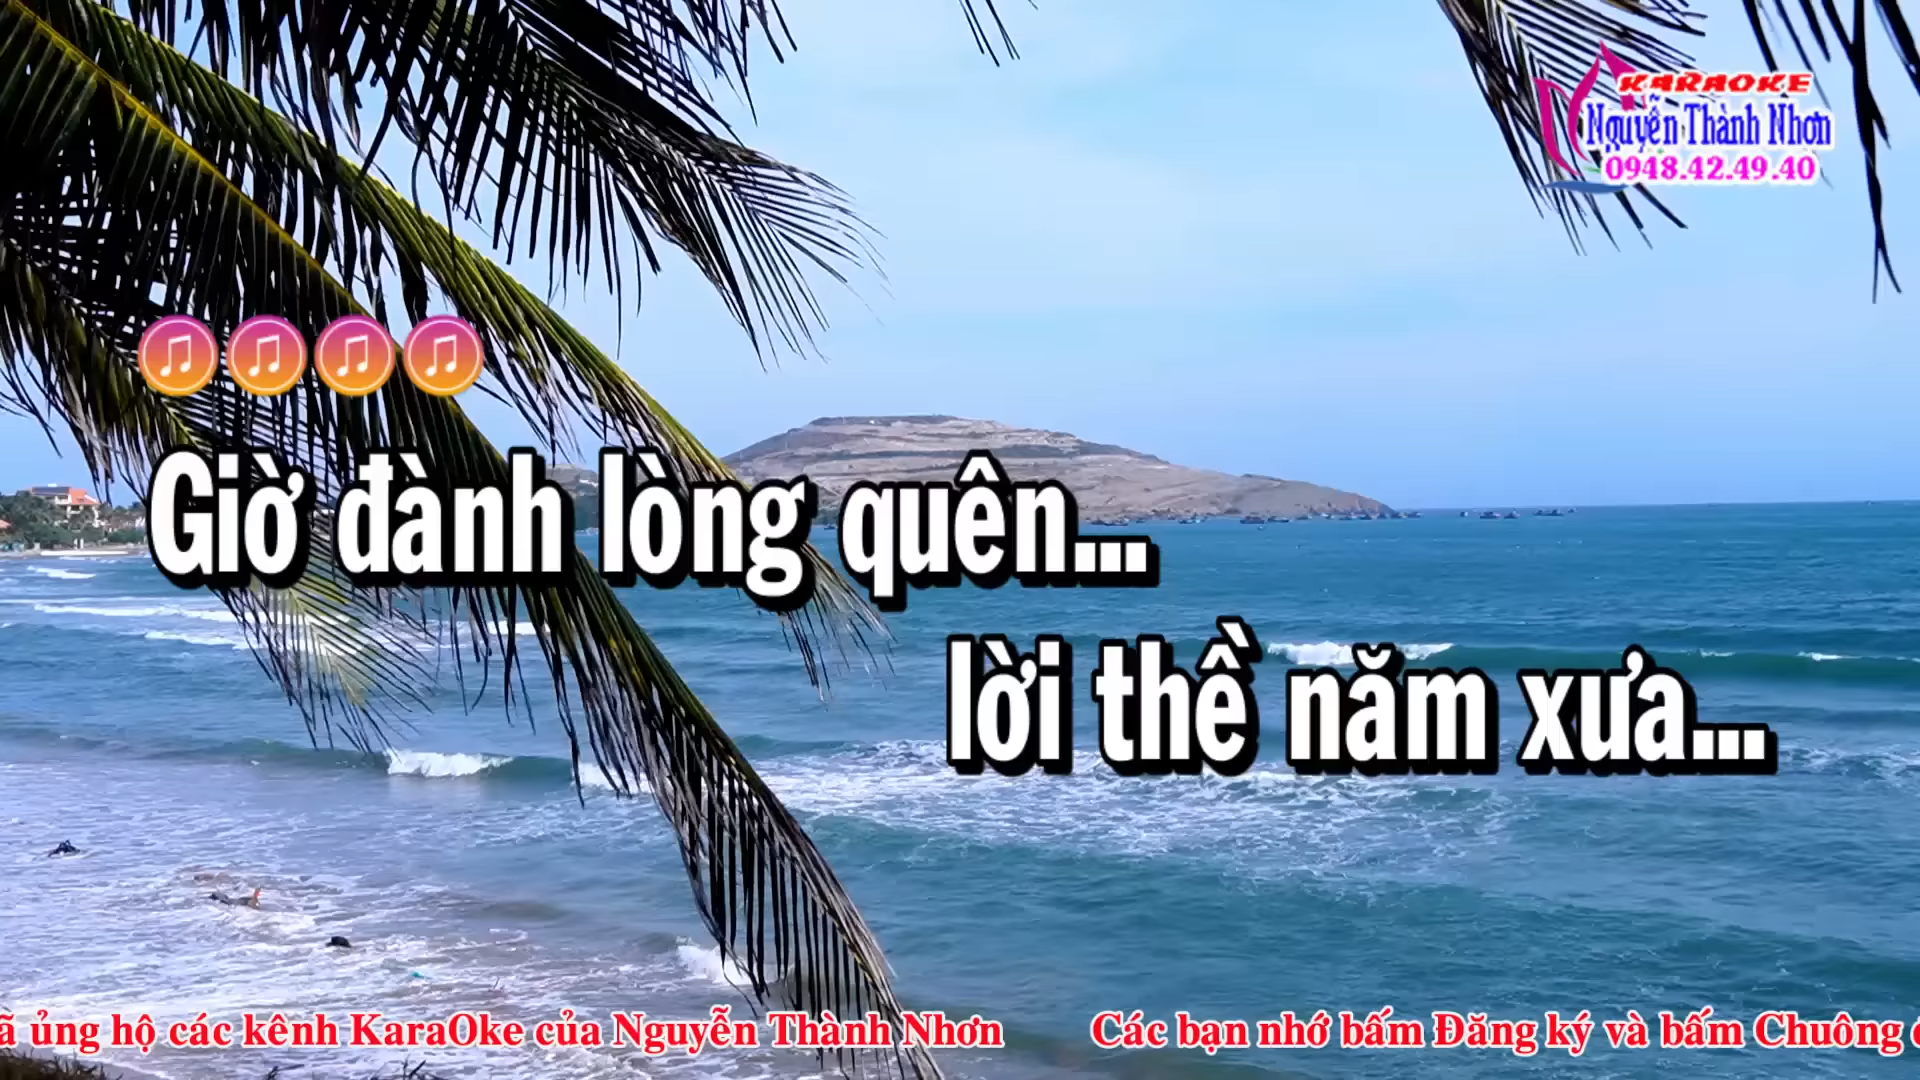 KARAOKE
Nguyễn Thành Nhơn
0948.42.49.40
Giờ đành lòng quên...
lời thề năm xưa...
ủng hộ các kênh KaraOke của Nguyễn Thành Nhơn Các bạn nhớ bấm Đăng ký và bấm Chuông